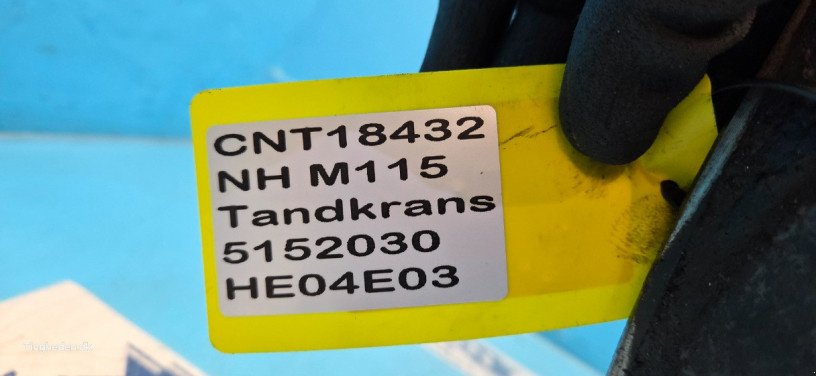 CNT18432
NH M115
Tandkrans
5152030
HE04E03